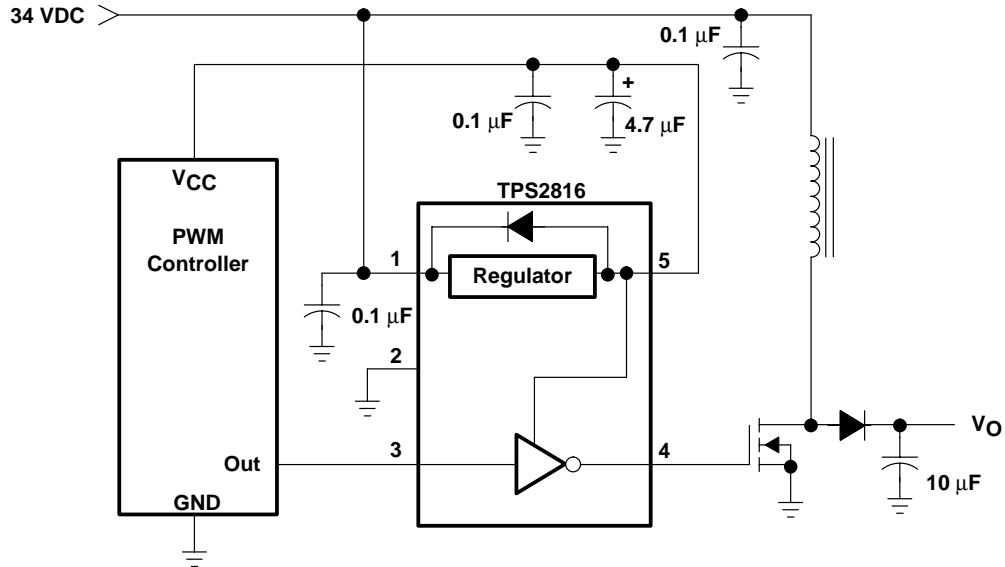 34 VDC
0.1 μF
0.1 μF
+
4.7 μF
TPS2816
VCC
PWM
Controller
1
Regulator
5
0.1 μF
2
Out
3
4
VO
10 μF
GND